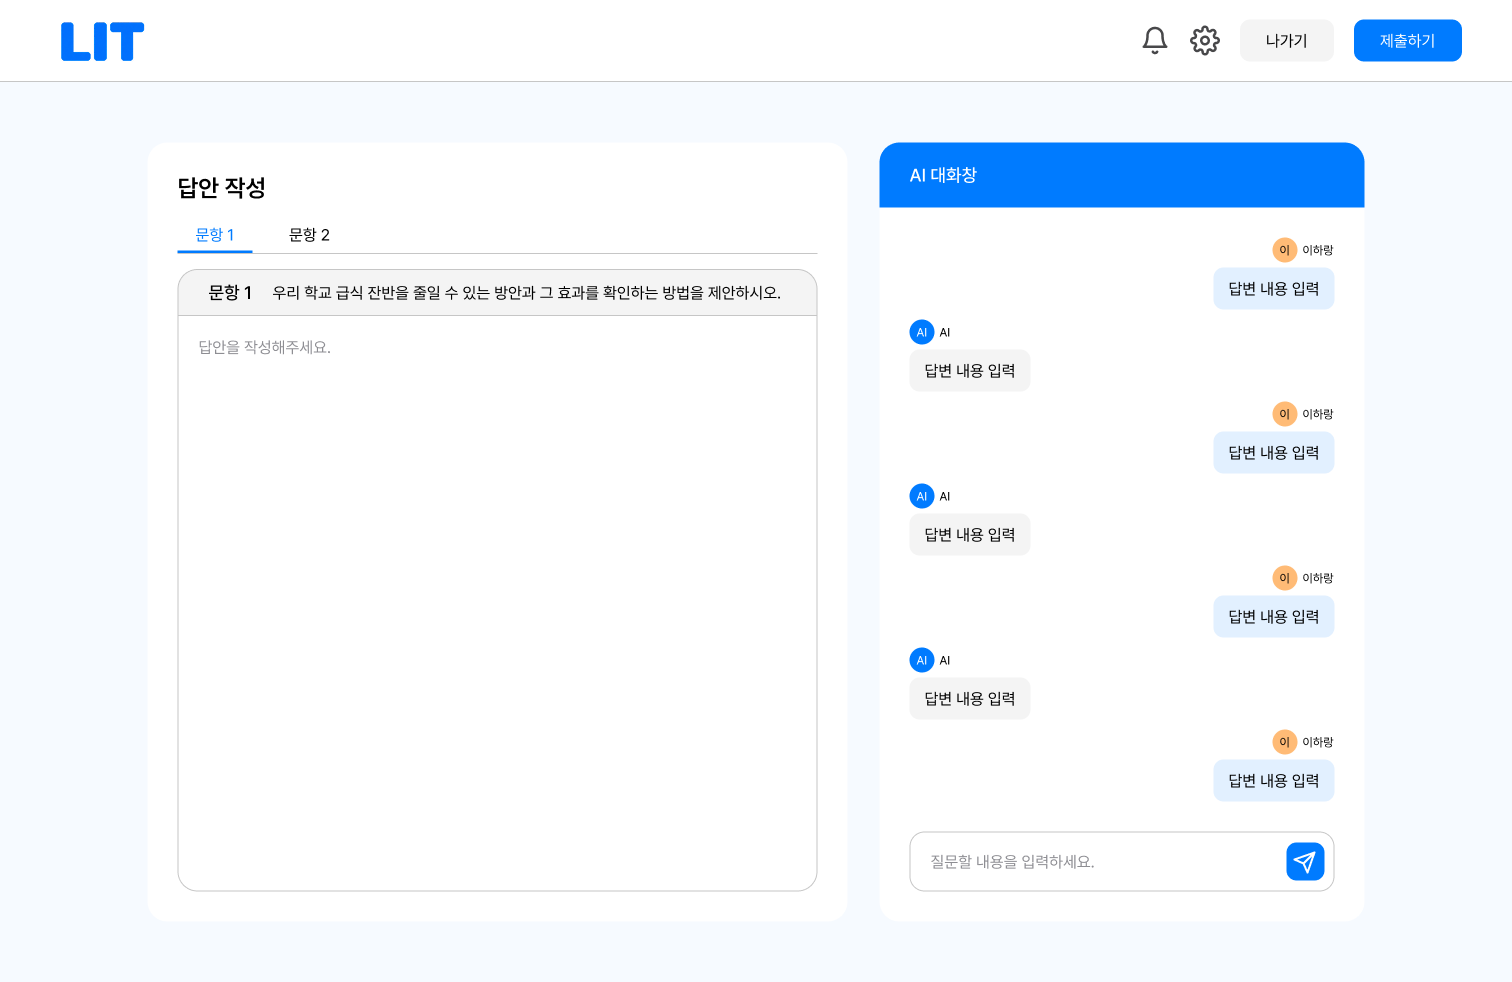 LIT
나가기
제출하기
답안 작성
문항 1
문항 2
문항 1 우리 학교 급식 잔반을 줄일 수 있는 방안과 그 효과를 확인하는 방법을 제안하시오.
답안을 작성해주세요.
AI 대화창
이 이하랑
답변 내용 입력
AI AI
답변 내용 입력
이 이하랑
답변 내용 입력
AI AI
답변 내용 입력
이 이하랑
답변 내용 입력
AI AI
답변 내용 입력
이 이하랑
답변 내용 입력
질문할 내용을 입력하세요.